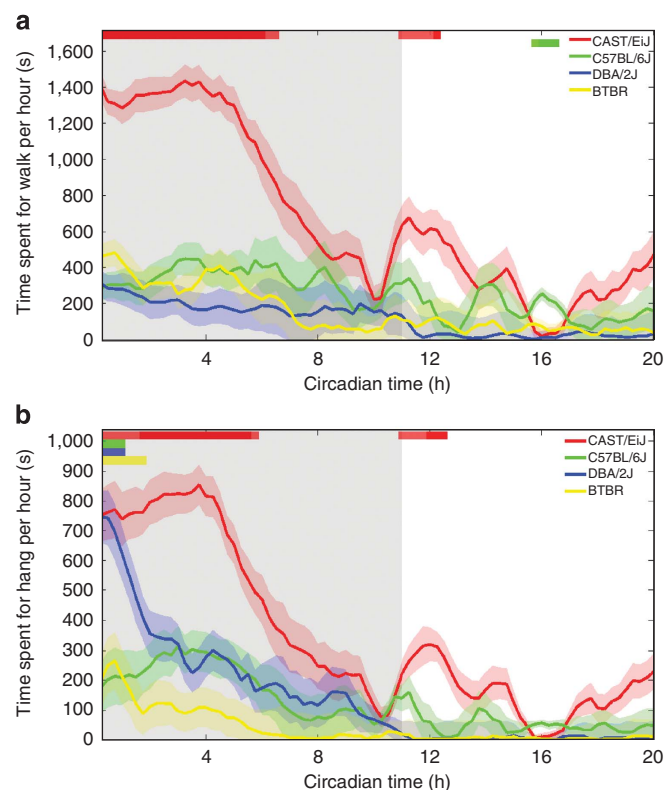 a
1,600
1,400
1,200
1,000
800
600
400
200
0
Time spent for walk per hour (s)
CAST/EiJ
C57BL/6J
DBA/2J
BTBR
4
8
12
16
20
Circadian time (h)
b
1,000
900
800
700
600
500
400
300
200
100
0
Time spent for hang per hour (s)
CAST/EiJ
C57BL/6J
DBA/2J
BTBR
4
8
12
16
20
Circadian time (h)